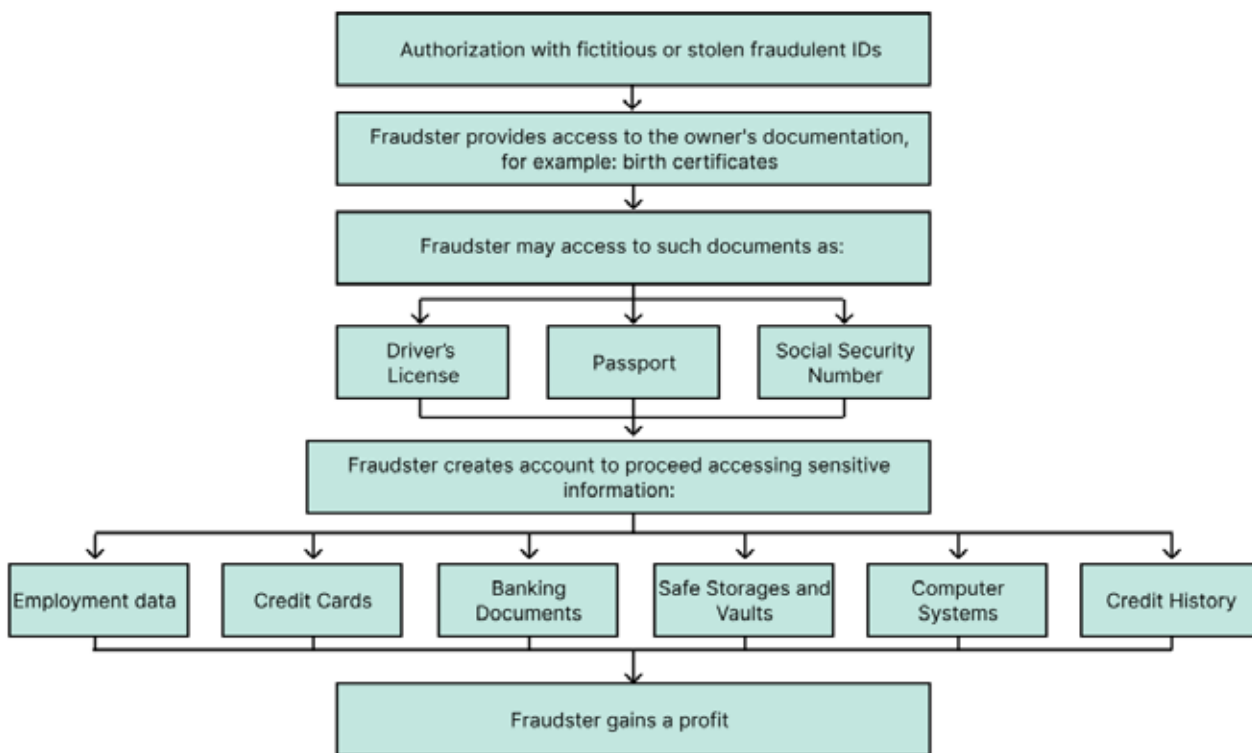 Authorization with fictitious or stolen fraudulent IDs
Fraudster provides access to the owner's documentation,
for example: birth certificates
Fraudster may access to such documents as:
Driver's
License
Passport
Social Security
Number
Fraudster creates account to proceed accessing sensitive
information:
Employment data
Credit Cards
Banking
Documents
Safe Storages and
Vaults
Computer
Systems
Credit History
Fraudster gains a profit